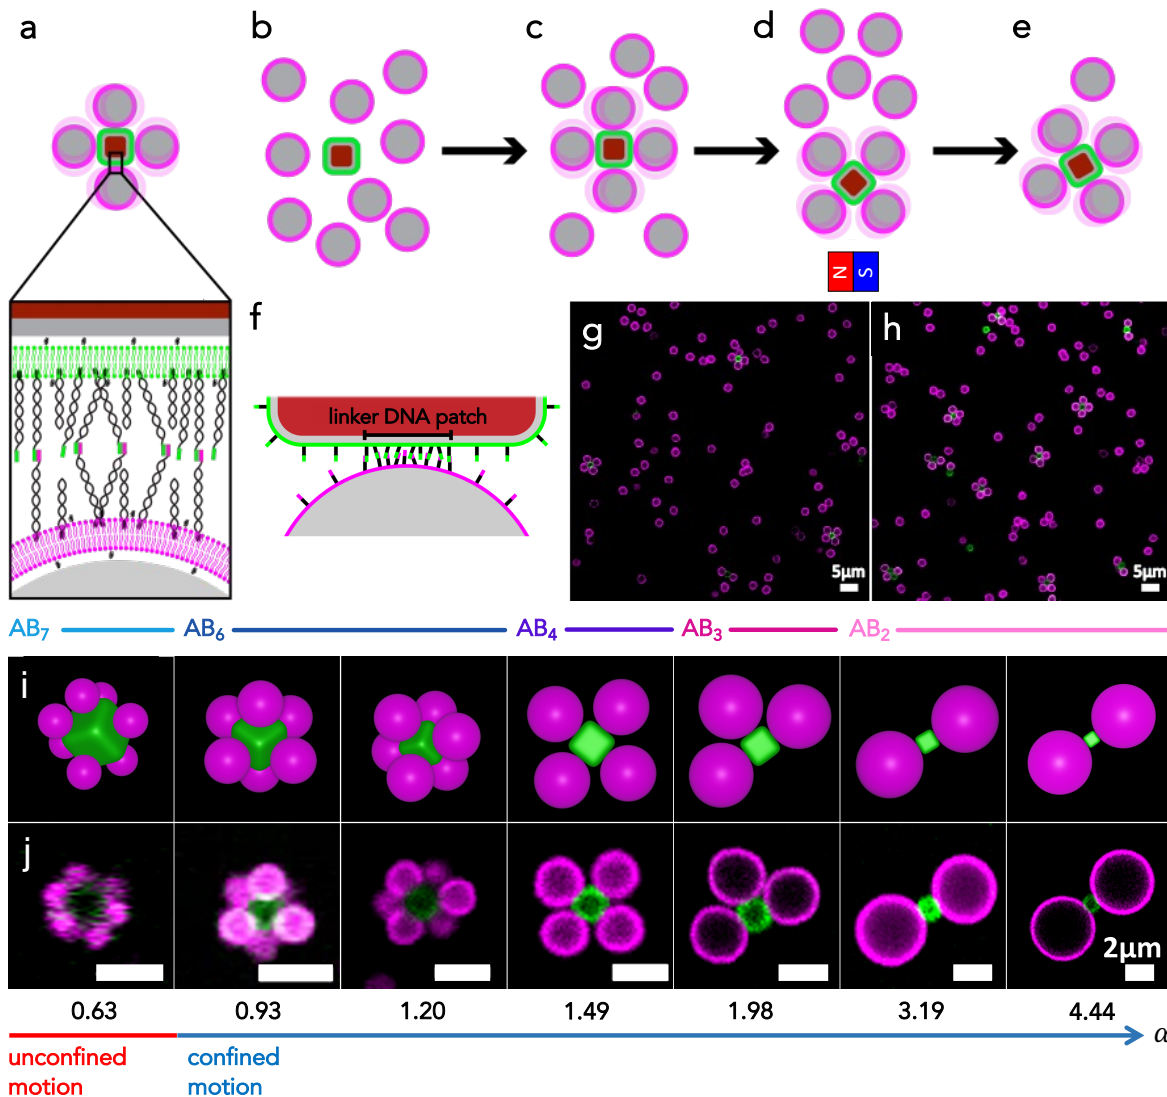 a
b
c
d
e
N S
f
linker DNA patch
g
5μm
h
5μm
AB7 AB6 AB4 AB3 AB2
i
j
2μm
0.63 0.93 1.20 1.49 1.98 3.19 4.44
α
unconfined
motion
confined
motion